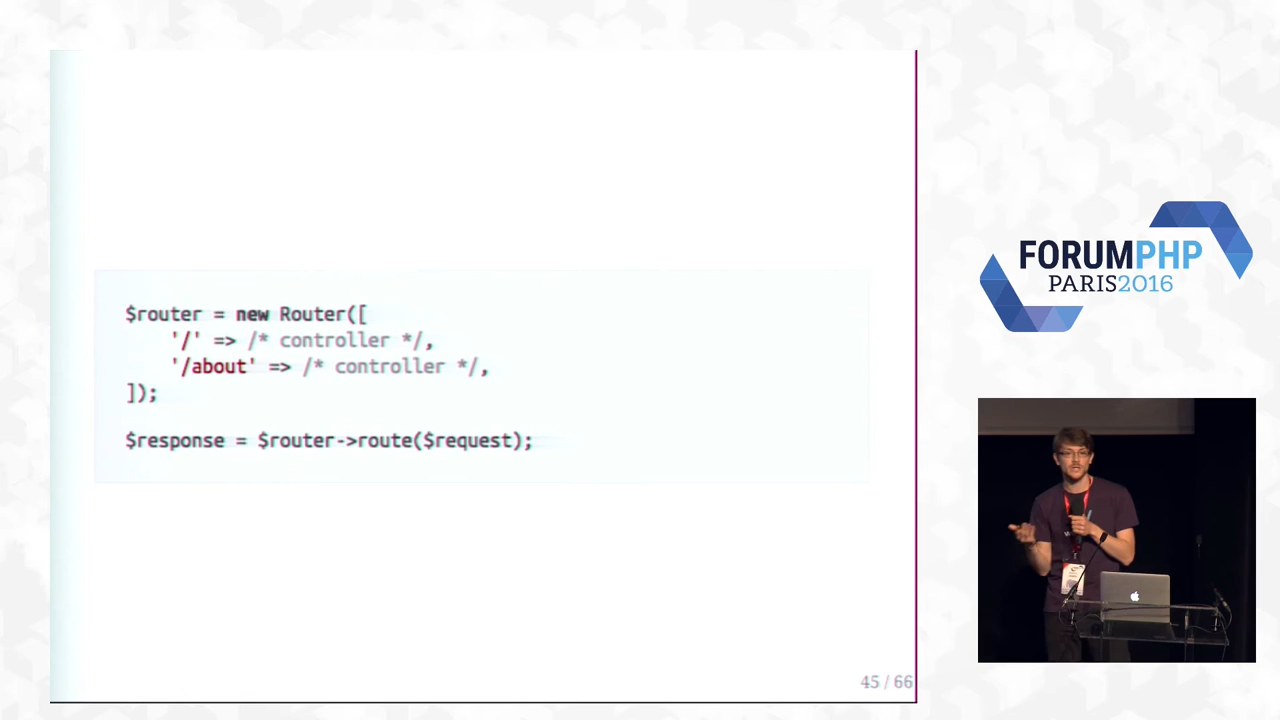 $router = new Router([
    '/' => /* controller */,
    '/about' => /* controller */,
]);
$response = $router->route($request);
45 / 66
FORUMPHP
PARIS2016